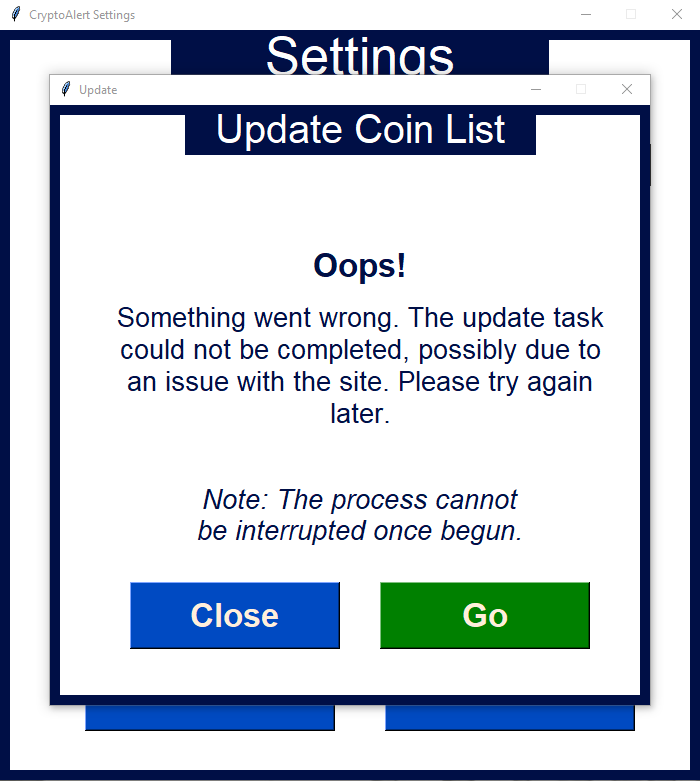 CryptoAlert Settings
Settings
Update
Update Coin List
Oops!
Something went wrong. The update task
could not be completed, possibly due to
an issue with the site. Please try again
later.
Note: The process cannot
be interrupted once begun.
Close
Go